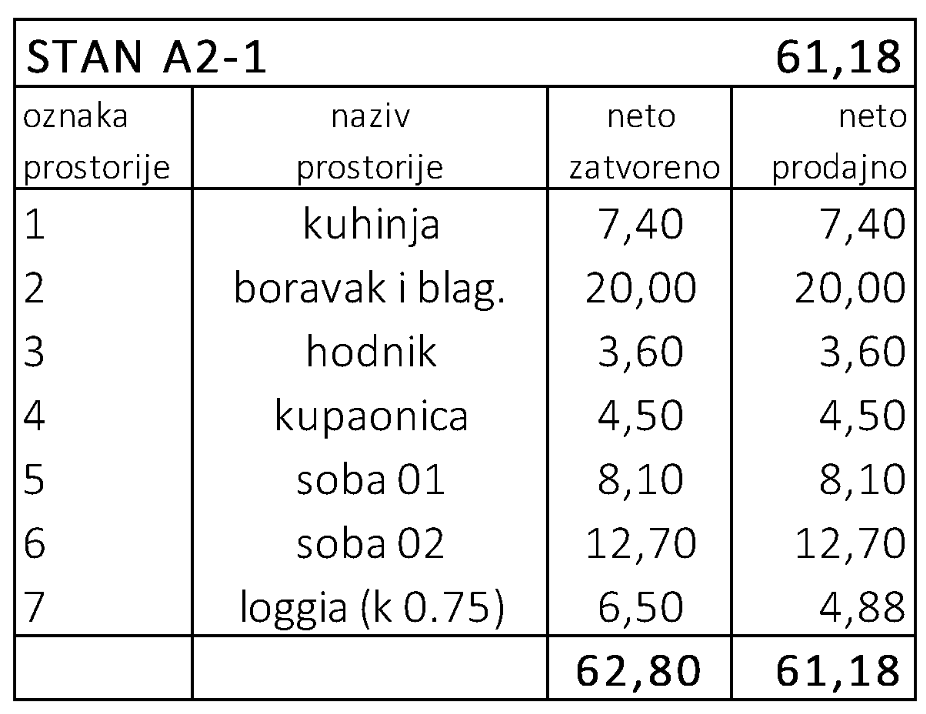 STAN A2-1 61,18
oznaka naziv neto neto
prostorije prostorije zatvoreno prodajno
1 kuhinja 7,40 7,40
2 boravak i blag. 20,00 20,00
3 hodnik 3,60 3,60
4 kupaonica 4,50 4,50
5 soba 01 8,10 8,10
6 soba 02 12,70 12,70
7 loggia (k 0.75) 6,50 4,88
62,80 61,18